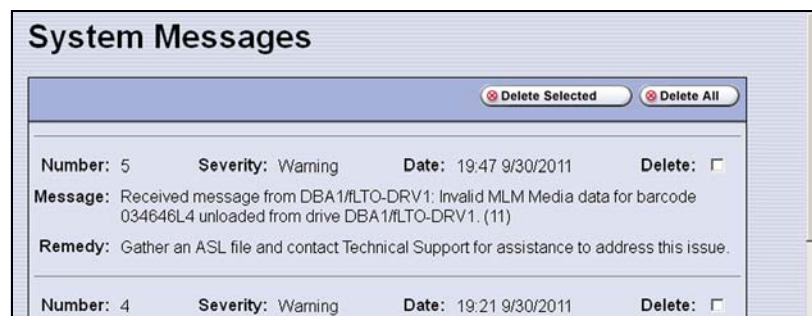 System Messages
Delete Selected Delete All
Number: 5 Severity: Warning Date: 19:47 9/30/2011 Delete:
Message: Received message from DBA1/fLTO-DRV1: Invalid MLM Media data for barcode
034646L4 unloaded from drive DBA1/fLTO-DRV1. (11)
Remedy: Gather an ASL file and contact Technical Support for assistance to address this issue.
Number: 4 Severity: Warning Date: 19:21 9/30/2011 Delete: